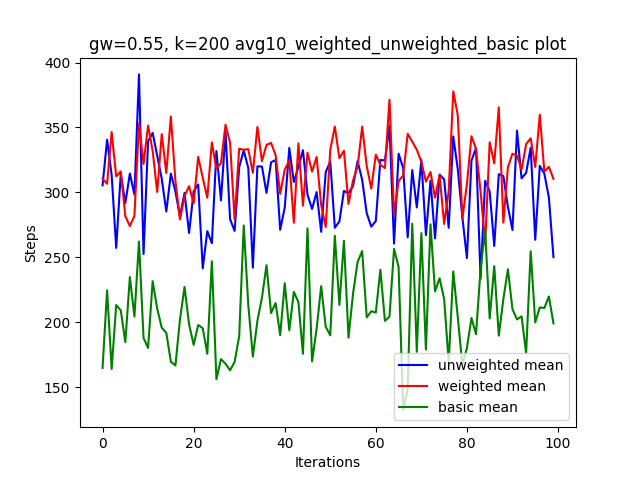 gw=0.55, k=200 avg10_weighted_unweighted_basic plot
400
350
300
250
200
150
Steps
0 20 40 60 80 100
Iterations
unweighted mean
weighted mean
basic mean